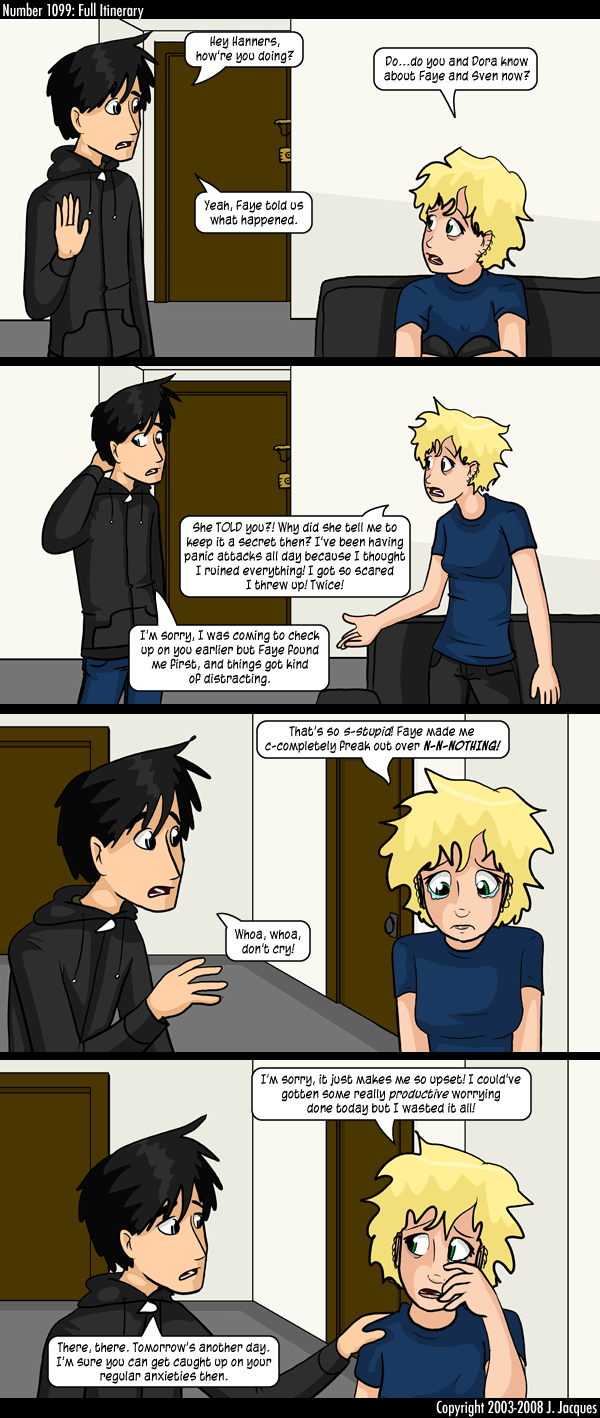 Number 1099: Full Itinerary
Hey Hanners,
how're you doing?
Do...do you and Dora know
about Faye and Sven now?
Yeah, Faye told us
what happened.
She TOLD you?! Why did she tell me to
keep it a secret then? I've been having
panic attacks all day because I thought
I ruined everything! I got so scared
I threw up! Twice!
I'm sorry, I was coming to check
up on you earlier but Faye found
me first, and things got kind
of distracting.
That's so s-stupid! Faye made me
c-completely freak out over N-N-NOTHING!
Whoa, whoa,
don't cry!
I'm sorry, it just makes me so upset! I could've
gotten some really productive worrying
done today but I wasted it all!
There, there. Tomorrow's another day.
I'm sure you can get caught up on your
regular anxieties then.
Copyright 2003-2008 J. Jacques